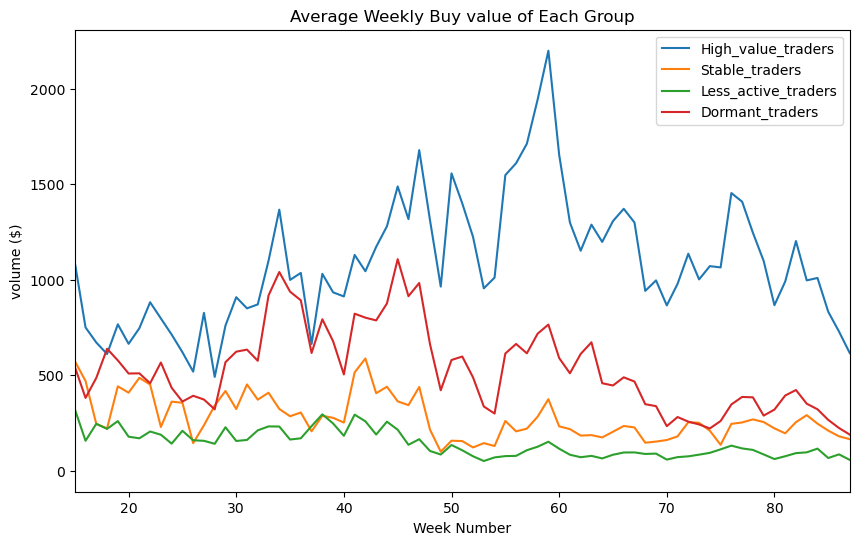 Average Weekly Buy value of Each Group
High_value_traders
Stable_traders
Less_active_traders
Dormant_traders
volume ($)
2000
1500
1000
500
0
20 30 40 50 60 70 80
Week Number